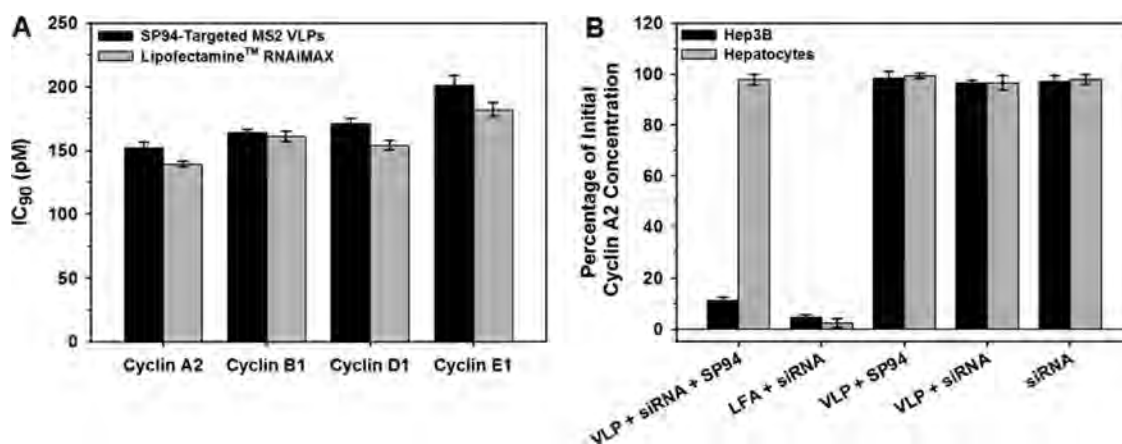 A
250
200
150
100
50
0
IC90 (pM)
SP94-Targeted MS2 VLPs
Lipofectamine™ RNAiMAX
Cyclin A2
Cyclin B1
Cyclin D1
Cyclin E1
B
120
100
80
60
40
20
0
Percentage of Initial
Cyclin A2 Concentration
Hep3B
Hepatocytes
VLP + siRNA + SP94
LFA + siRNA
VLP + SP94
VLP + siRNA
siRNA